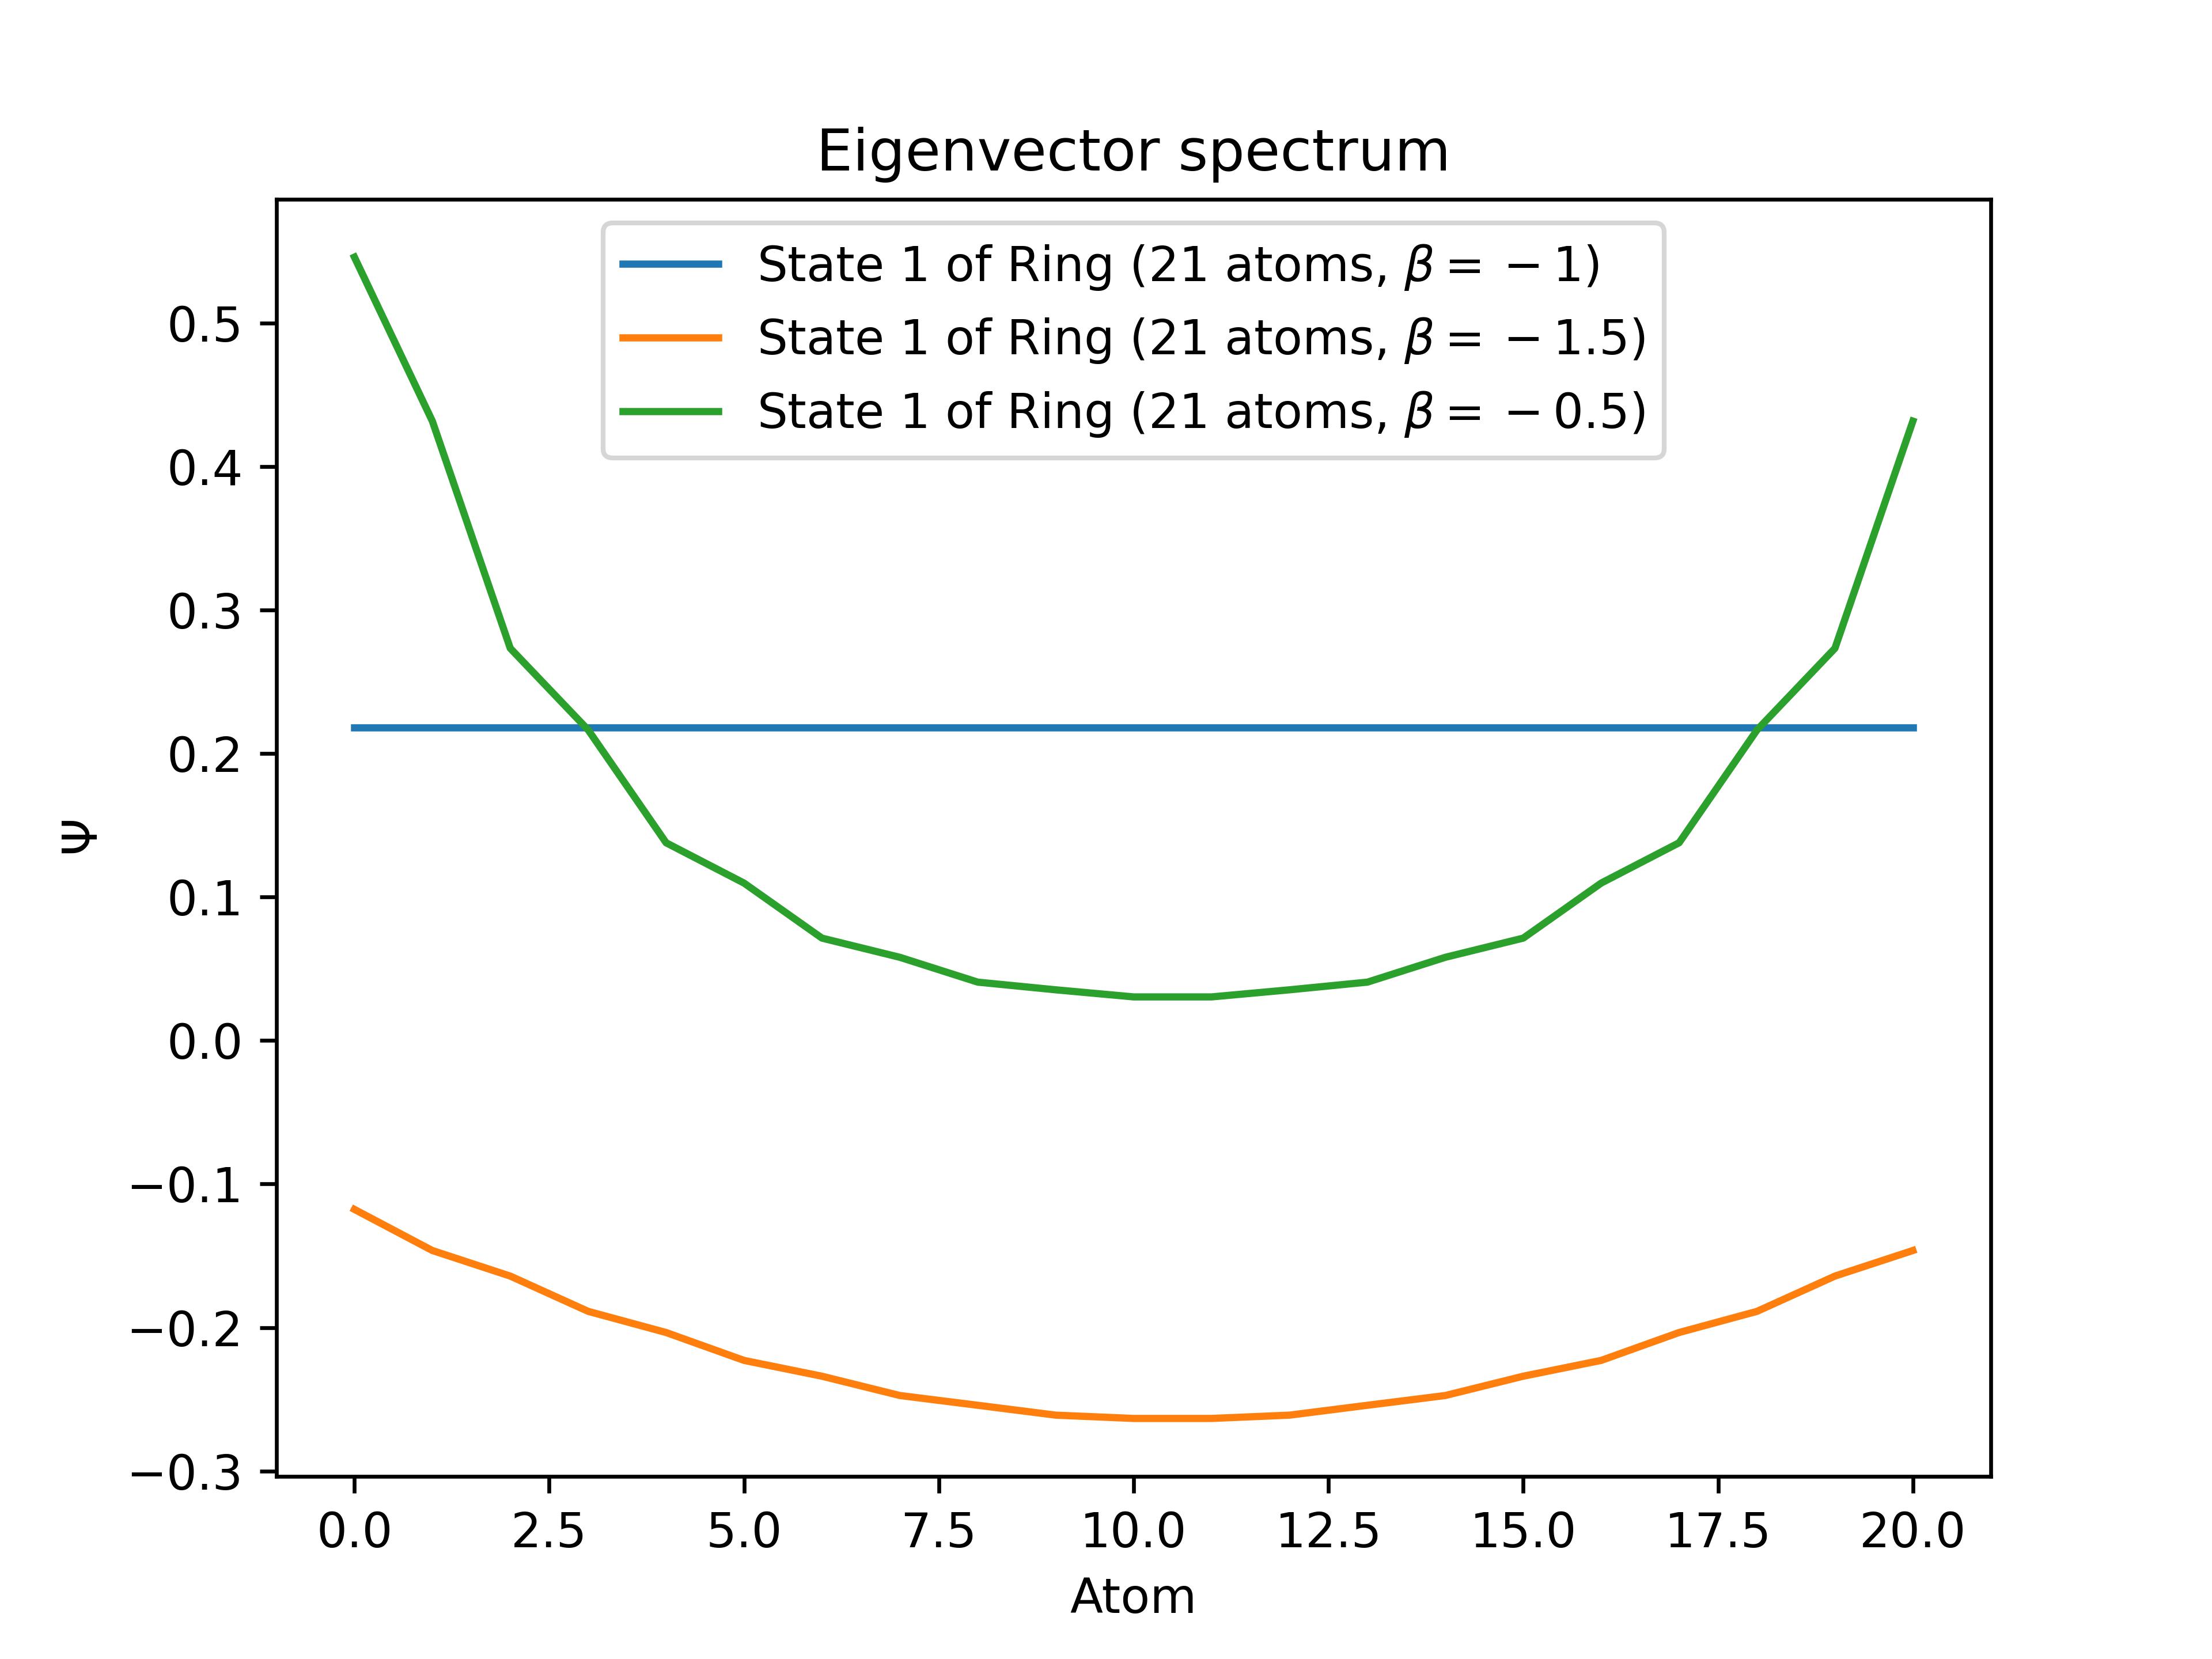 Eigenvector spectrum
State 1 of Ring (21 atoms, β = −1)
State 1 of Ring (21 atoms, β = −1.5)
State 1 of Ring (21 atoms, β = −0.5)
0.5
0.4
0.3
0.2
0.1
0.0
−0.1
−0.2
−0.3
Ψ
0.0 2.5 5.0 7.5 10.0 12.5 15.0 17.5 20.0
Atom